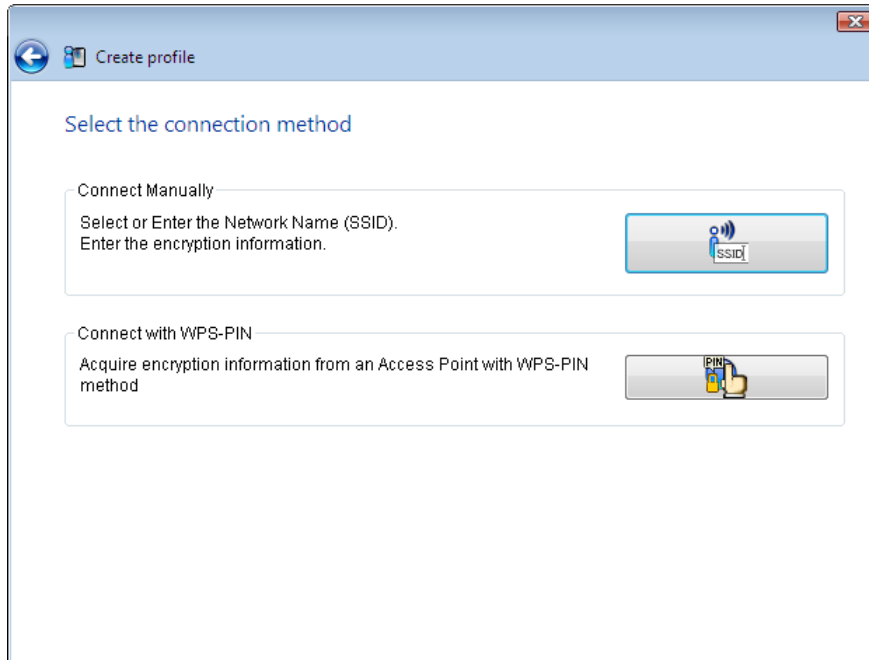 Create profile
Select the connection method
Connect Manually
Select or Enter the Network Name (SSID).
Enter the encryption information.
SSID
Connect with WPS-PIN
Acquire encryption information from an Access Point with WPS-PIN
method
PIN